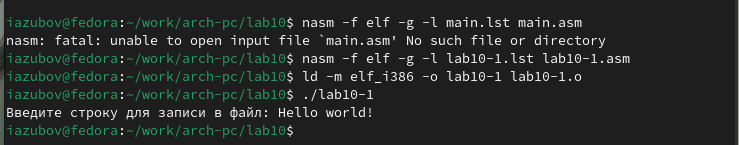 iazubov@fedora:~/work/arch-pc/lab10$ nasm -f elf -g -l main.lst main.asm
nasm: fatal: unable to open input file `main.asm' No such file or directory
iazubov@fedora:~/work/arch-pc/lab10$ nasm -f elf -g -l lab10-1.lst lab10-1.asm
iazubov@fedora:~/work/arch-pc/lab10$ ld -m elf_i386 -o lab10-1 lab10-1.o
iazubov@fedora:~/work/arch-pc/lab10$ ./lab10-1
Введите строку для записи в файл: Hello world!
iazubov@fedora:~/work/arch-pc/lab10$